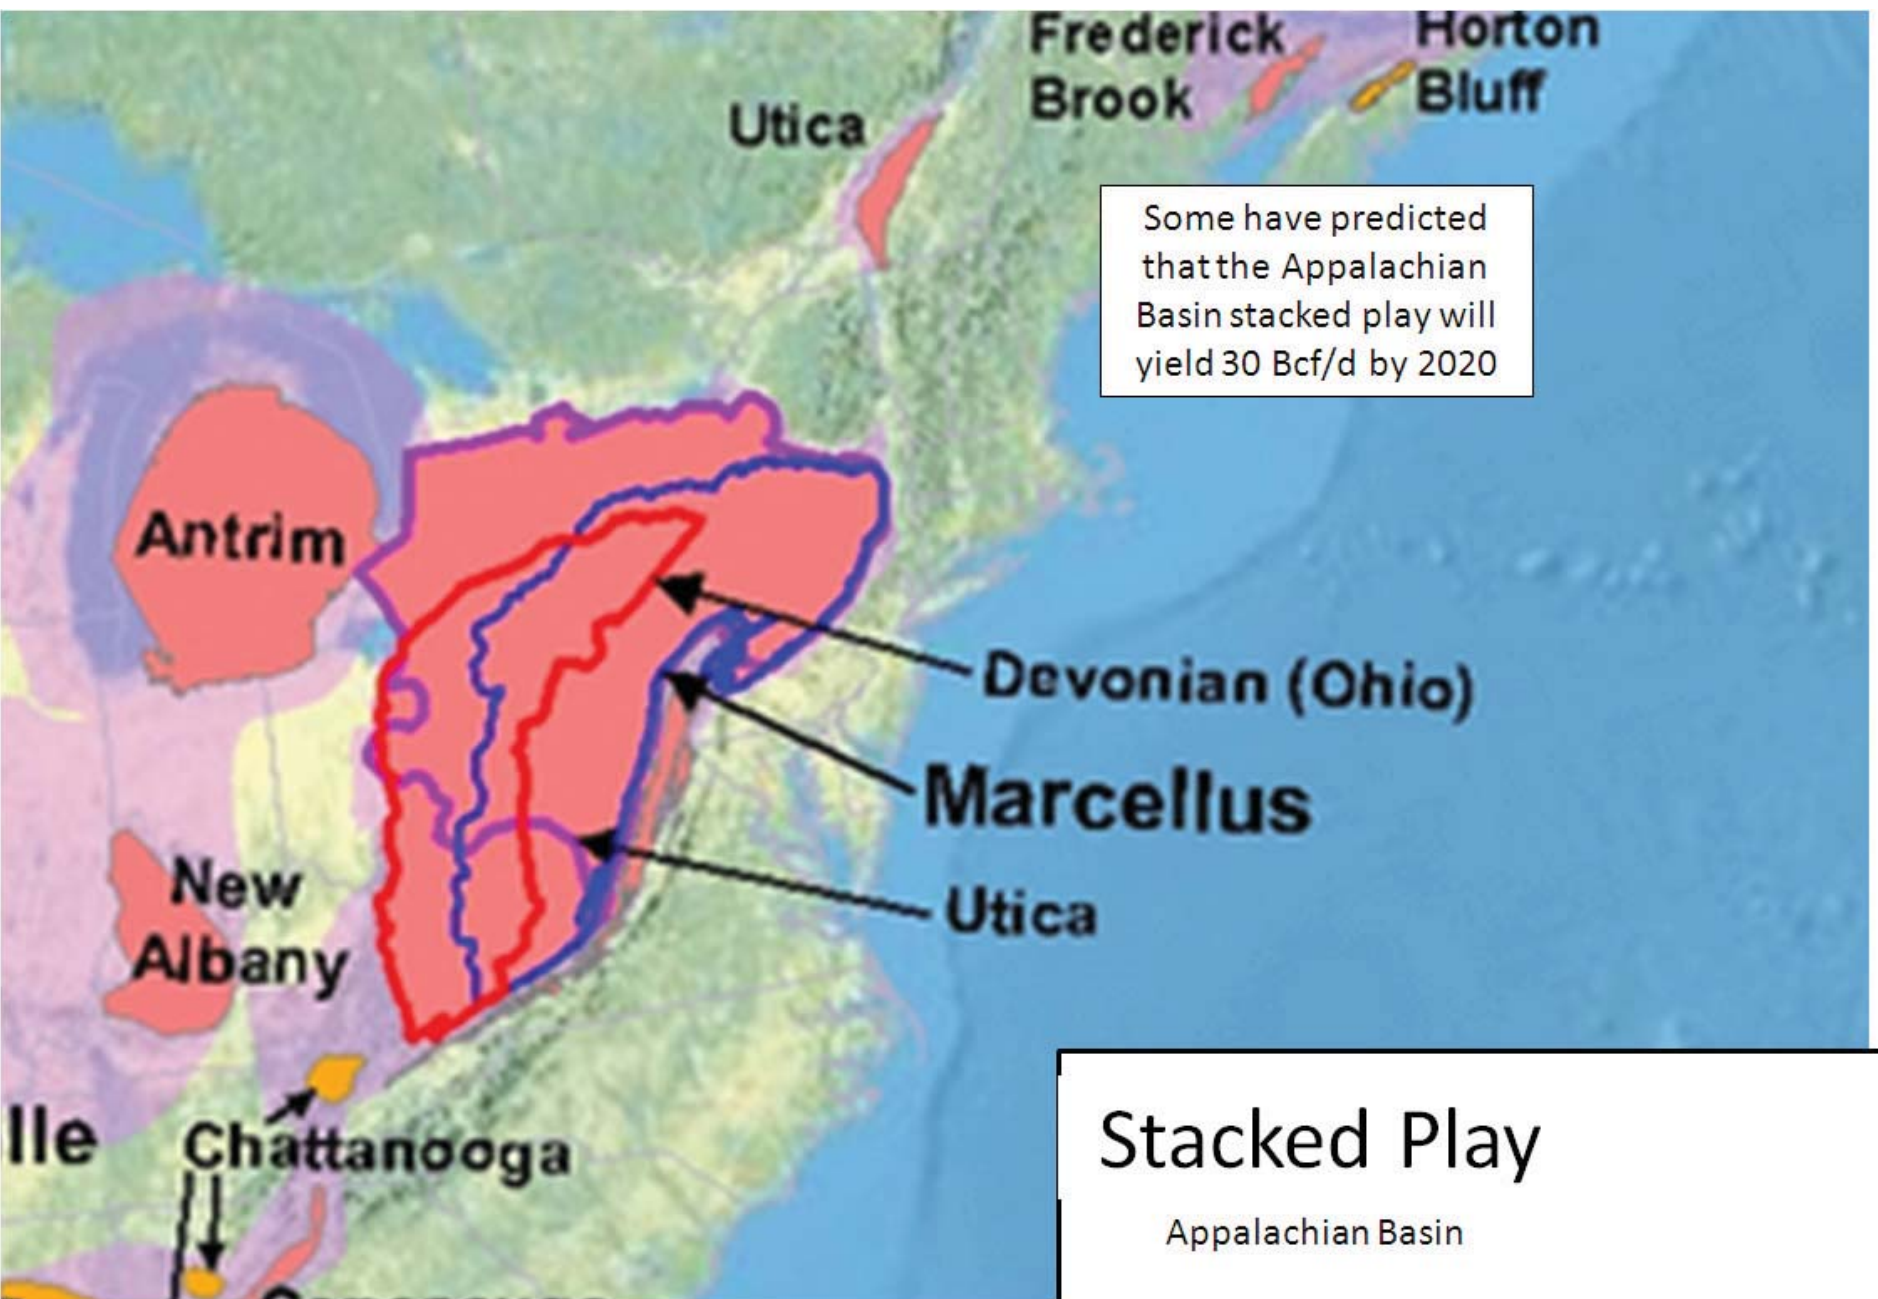 Frederick
Brook
Horton
Bluff
Utica
Some have predicted
that the Appalachian
Basin stacked play will
yield 30 Bcf/d by 2020
Antrim
Devonian (Ohio)
Marcellus
Utica
New
Albany
lle
Chattanooga
Stacked Play
Appalachian Basin